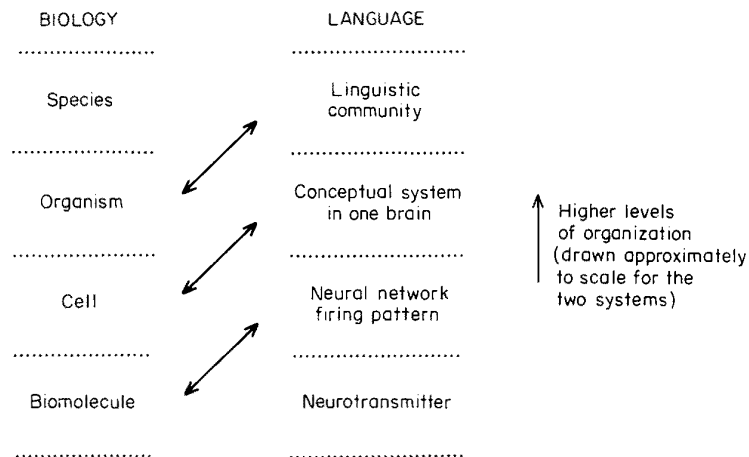 BIOLOGY
LANGUAGE
Species
Linguistic
community
Organism
Conceptual system
in one brain
Cell
Neural network
firing pattern
Biomolecule
Neurotransmitter
Higher levels
of organization
(drawn approximately
to scale for the
two systems)